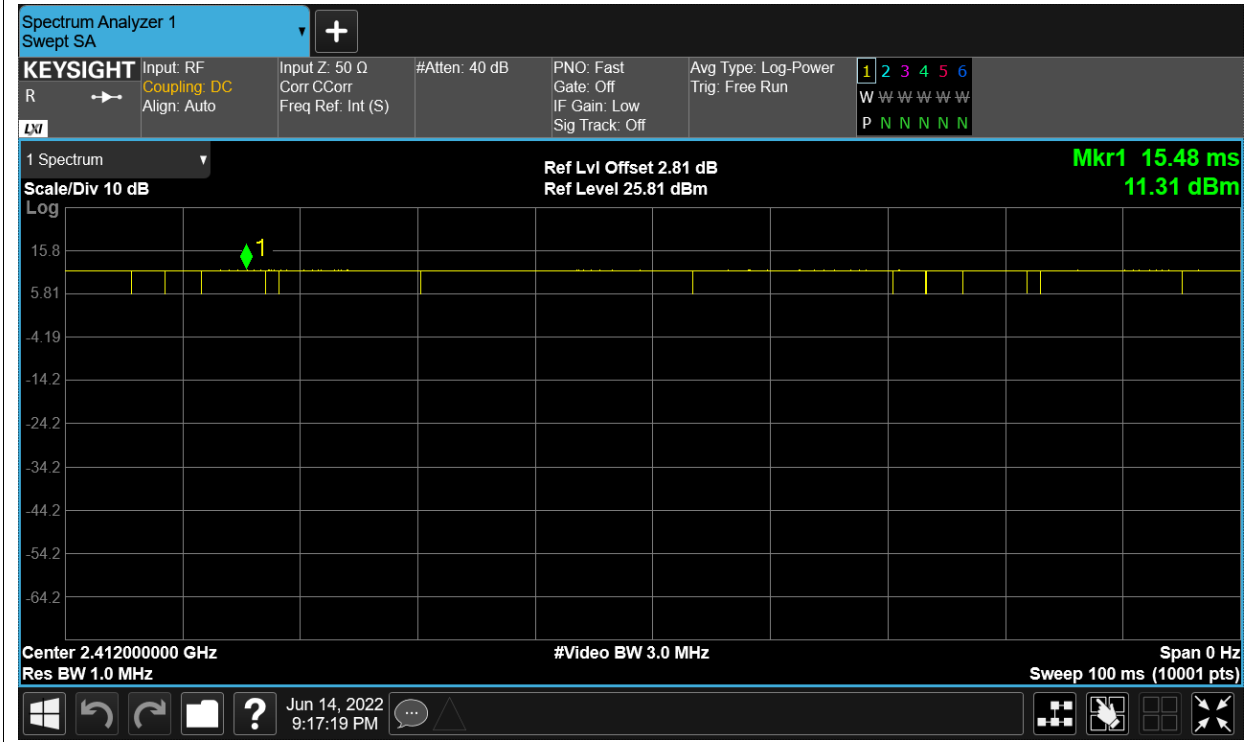 Spectrum Analyzer 1
Swept SA
+
KEYSIGHT
R
LXI
Input: RF
Coupling: DC
Align: Auto
Input Z: 50 Ω
Corr CCorr
Freq Ref: Int (S)
#Atten: 40 dB
PNO: Fast
Gate: Off
IF Gain: Low
Sig Track: Off
Avg Type: Log-Power
Trig: Free Run
1 2 3 4 5 6
W W W W W W
P N N N N N
1 Spectrum
Scale/Div 10 dB
Log
Ref Lvl Offset 2.81 dB
Ref Level 25.81 dBm
Mkr1 15.48 ms
11.31 dBm
1
15.8
5.81
-4.19
-14.2
-24.2
-34.2
-44.2
-54.2
-64.2
Center 2.412000000 GHz
Res BW 1.0 MHz
#Video BW 3.0 MHz
Span 0 Hz
Sweep 100 ms (10001 pts)
?
Jun 14, 2022
9:17:19 PM